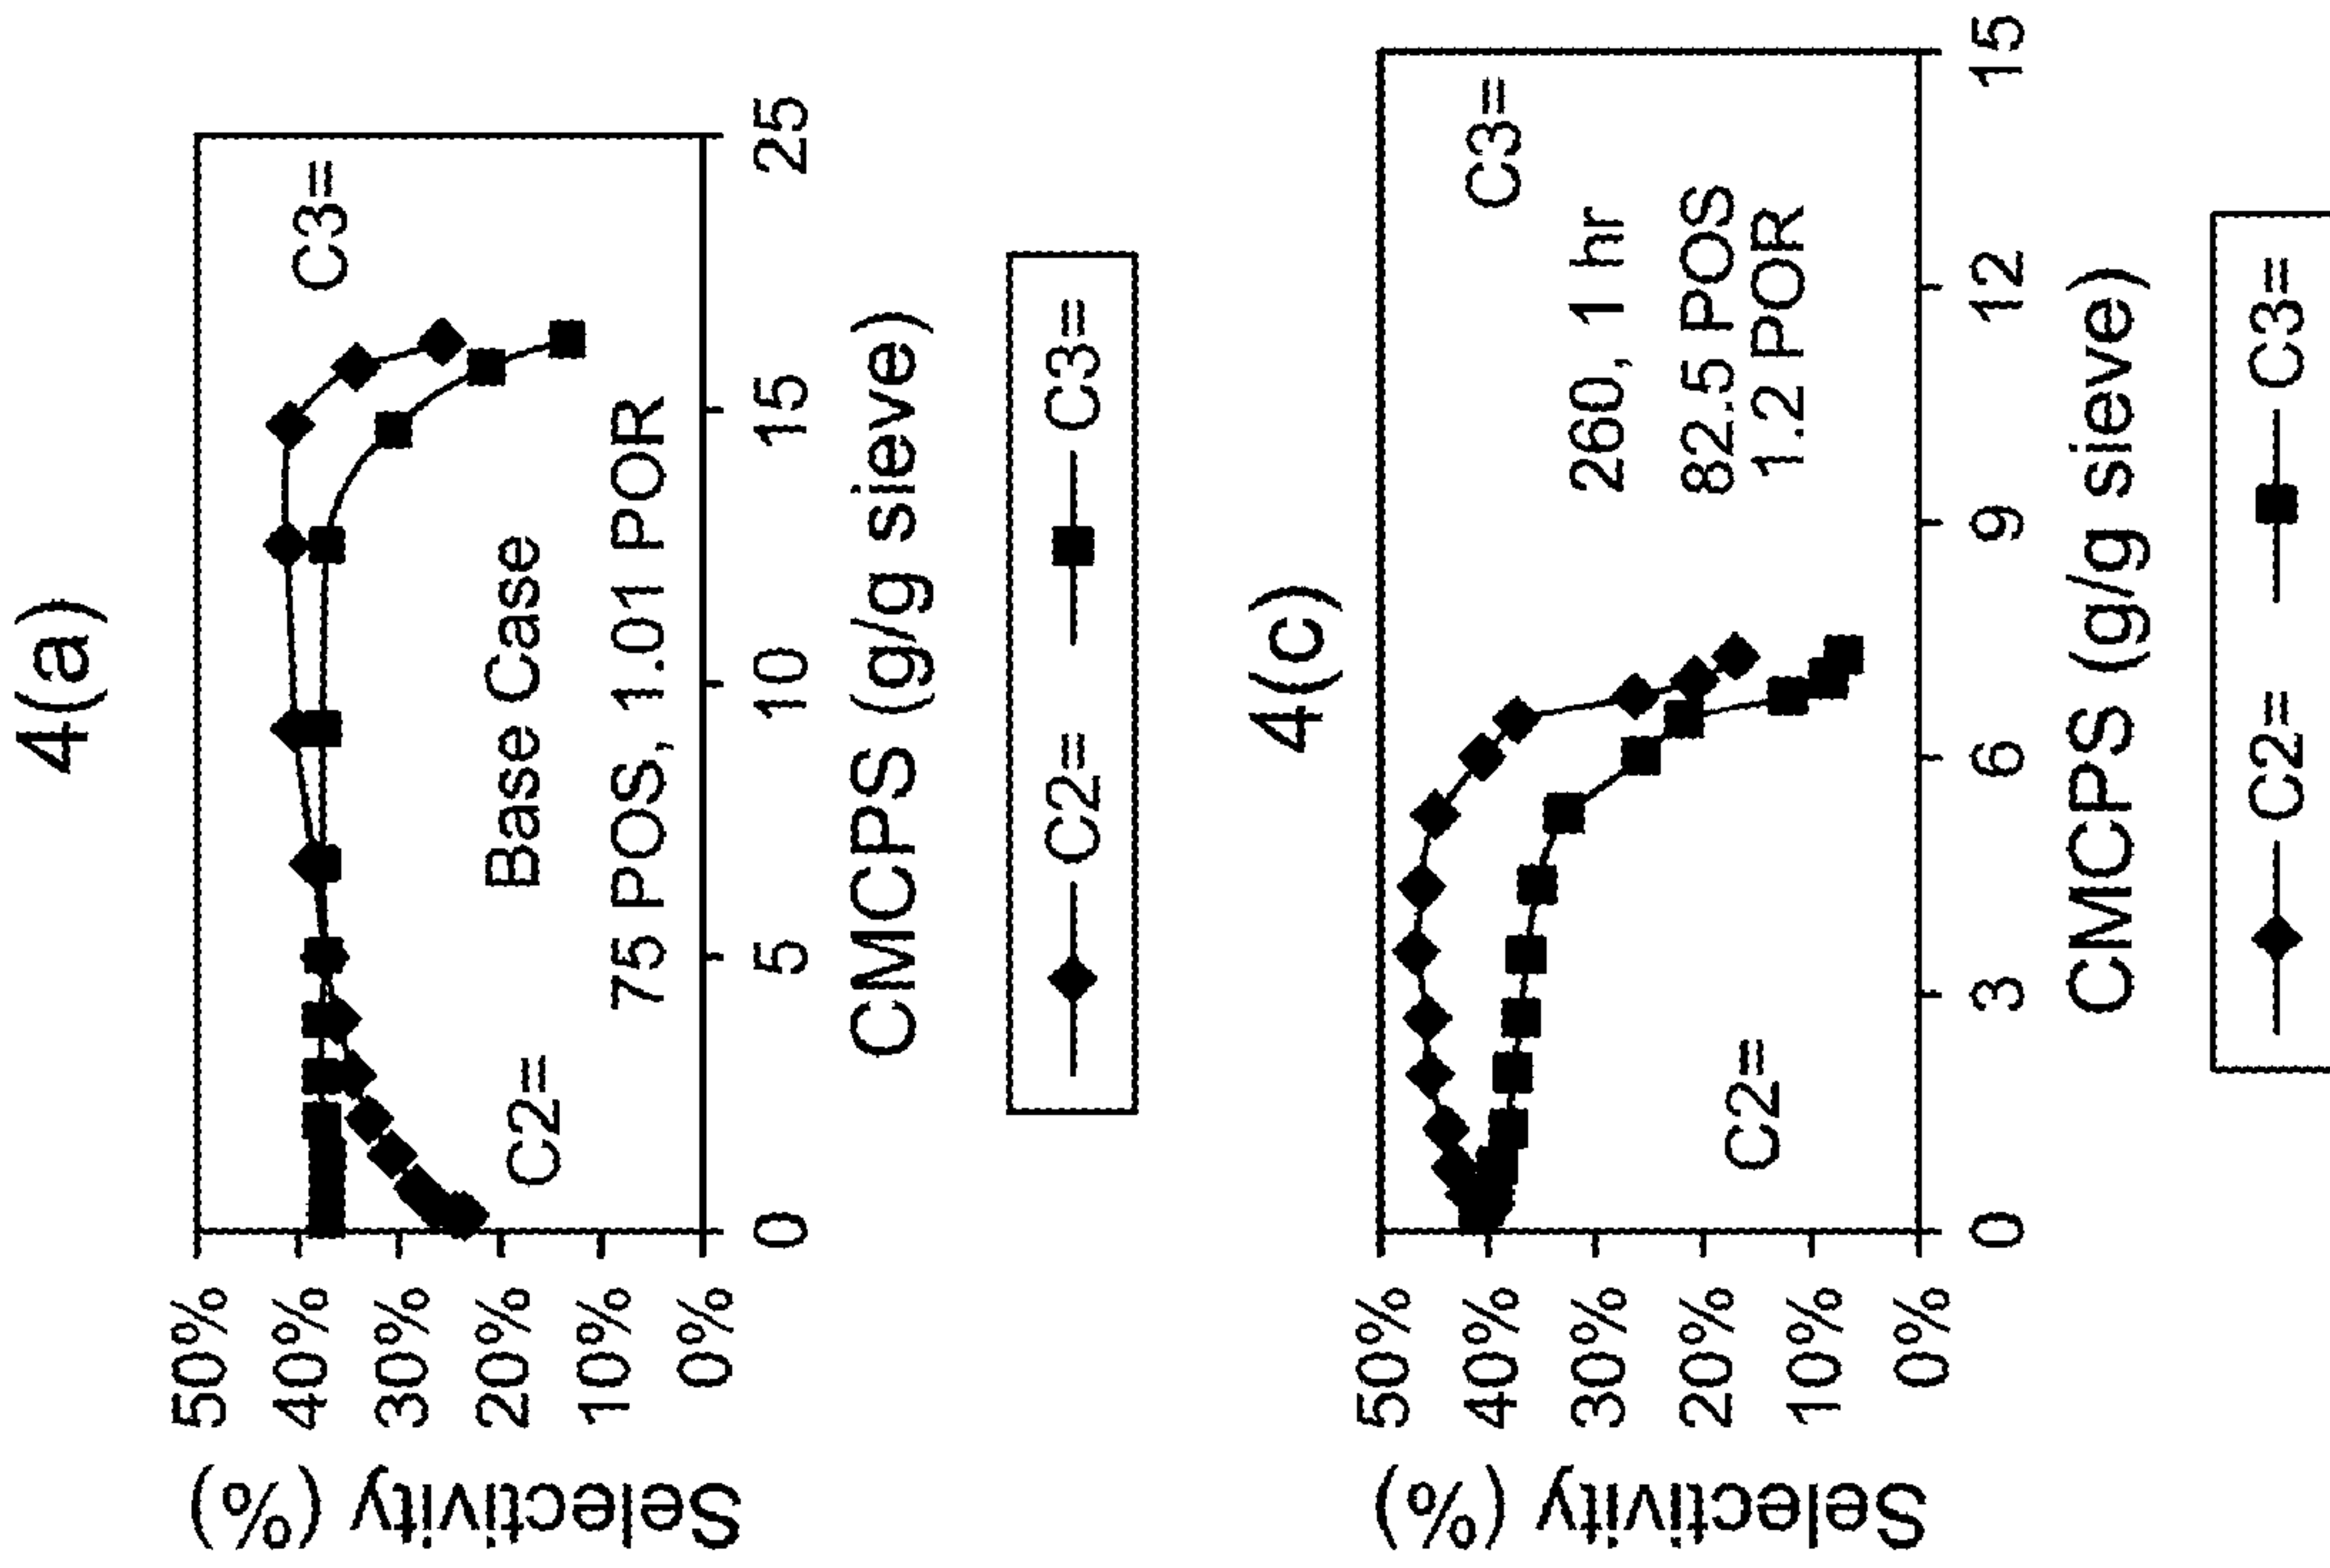 4(a)
Selectivity (%)
50%
40%
30%
20%
10%
0%
C3=
C2=
Base Case
75 POS, 1.01 POR
0
5
10
15
25
CMCPS (g/g sieve)
C2=
C3=
4(c)
Selectivity (%)
50%
40%
30%
20%
10%
0%
C3=
260, 1 hr
82.5 POS
1.2 POR
C2=
0
3
6
9
12
15
CMCPS (g/g sieve)
C2=
C3=